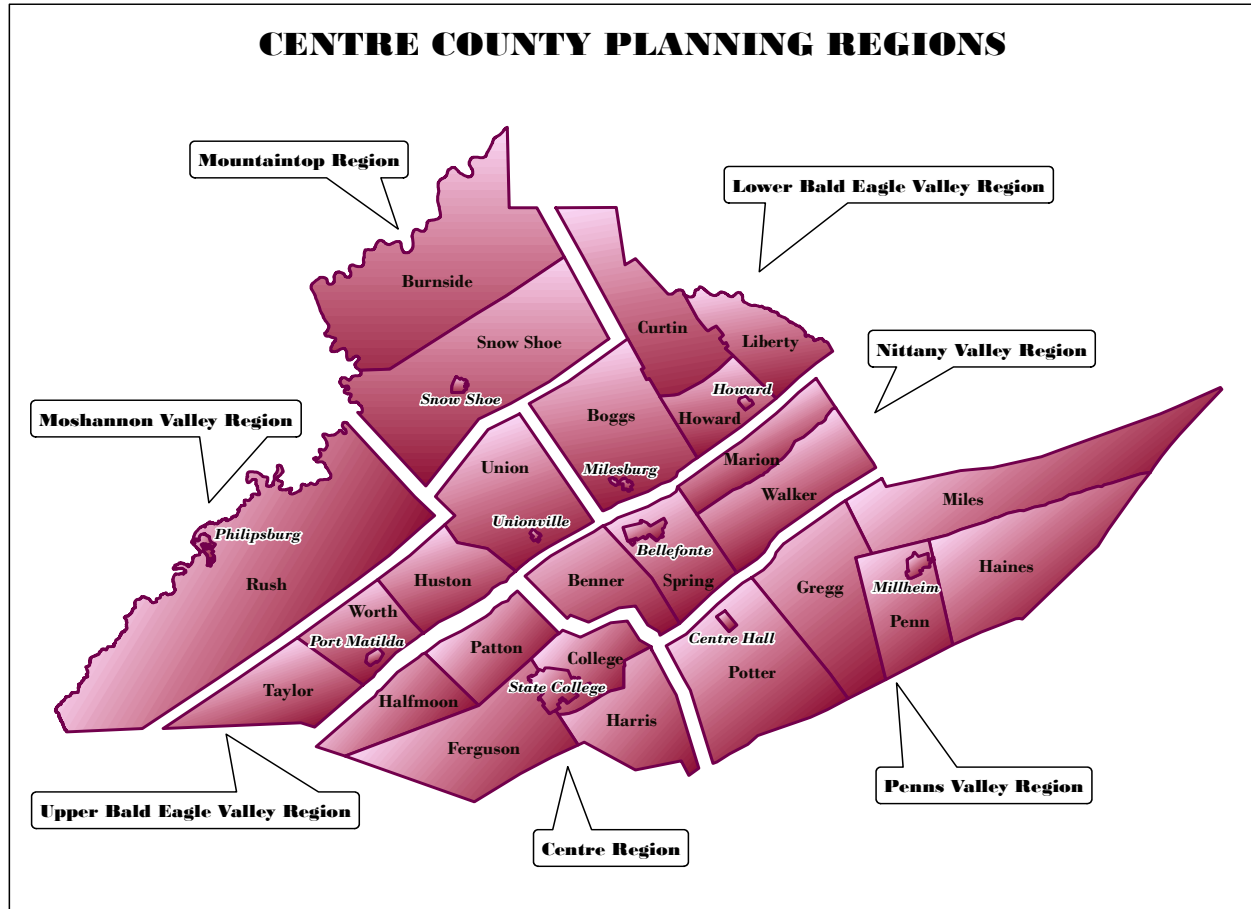 CENTRE COUNTY PLANNING REGIONS
Mountaintop Region
Lower Bald Eagle Valley Region
Burnside
Curtin
Liberty
Snow Shoe
Nittany Valley Region
Snow Shoe
Howard
Moshannon Valley Region
Boggs
Howard
Union
Marion
Milesburg
Walker
Miles
Unionville
Philipsburg
Bellefonte
Rush
Huston
Benner
Spring
Gregg
Millheim
Haines
Worth
Penn
Port Matilda
Patton
Centre Hall
College
Potter
Taylor
Halfmoon
State College
Harris
Ferguson
Upper Bald Eagle Valley Region
Penns Valley Region
Centre Region